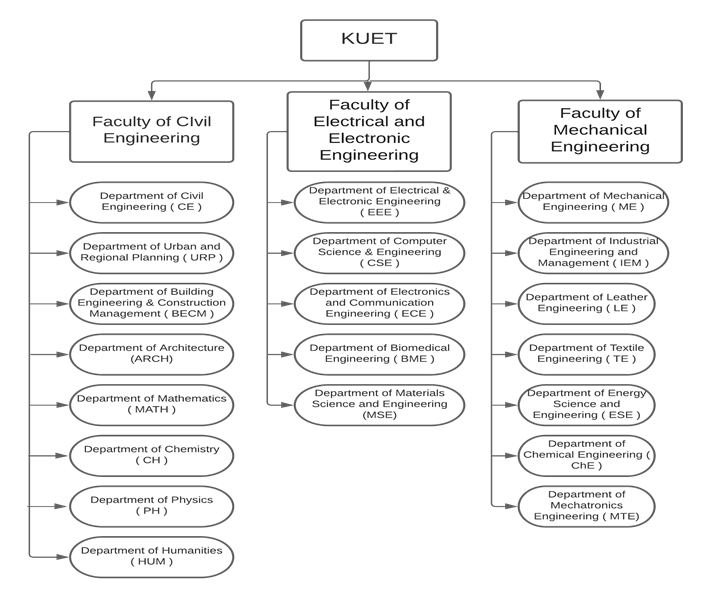 KUET
Faculty of CIvil
Engineering
Department of Civil
Engineering ( CE )
Department of Urban and
Regional Planning ( URP )
Department of Building
Engineering & Construction
Management ( BECM )
Department of Architecture
(ARCH)
Department of Mathematics
( MATH )
Department of Chemistry
( CH )
Department of Physics
( PH )
Department of Humanities
( HUM )
Faculty of
Electrical and
Electronic
Engineering
Department of Electrical &
Electronic Engineering
( EEE )
Department of Computer
Science & Engineering
( CSE )
Department of Electronics
and Communication
Engineering ( ECE )
Department of Biomedical
Engineering ( BME )
Department of Materials
Science and Engineering
(MSE)
Faculty of
Mechanical
Engineering
Department of Mechanical
Engineering ( ME )
Department of Industrial
Engineering and
Management ( IEM )
Department of Leather
Engineering ( LE )
Department of Textile
Engineering ( TE )
Department of Energy
Science and
Engineering ( ESE )
Department of
Chemical Engineering (
ChE )
Department of
Mechatronics
Engineering ( MTE)